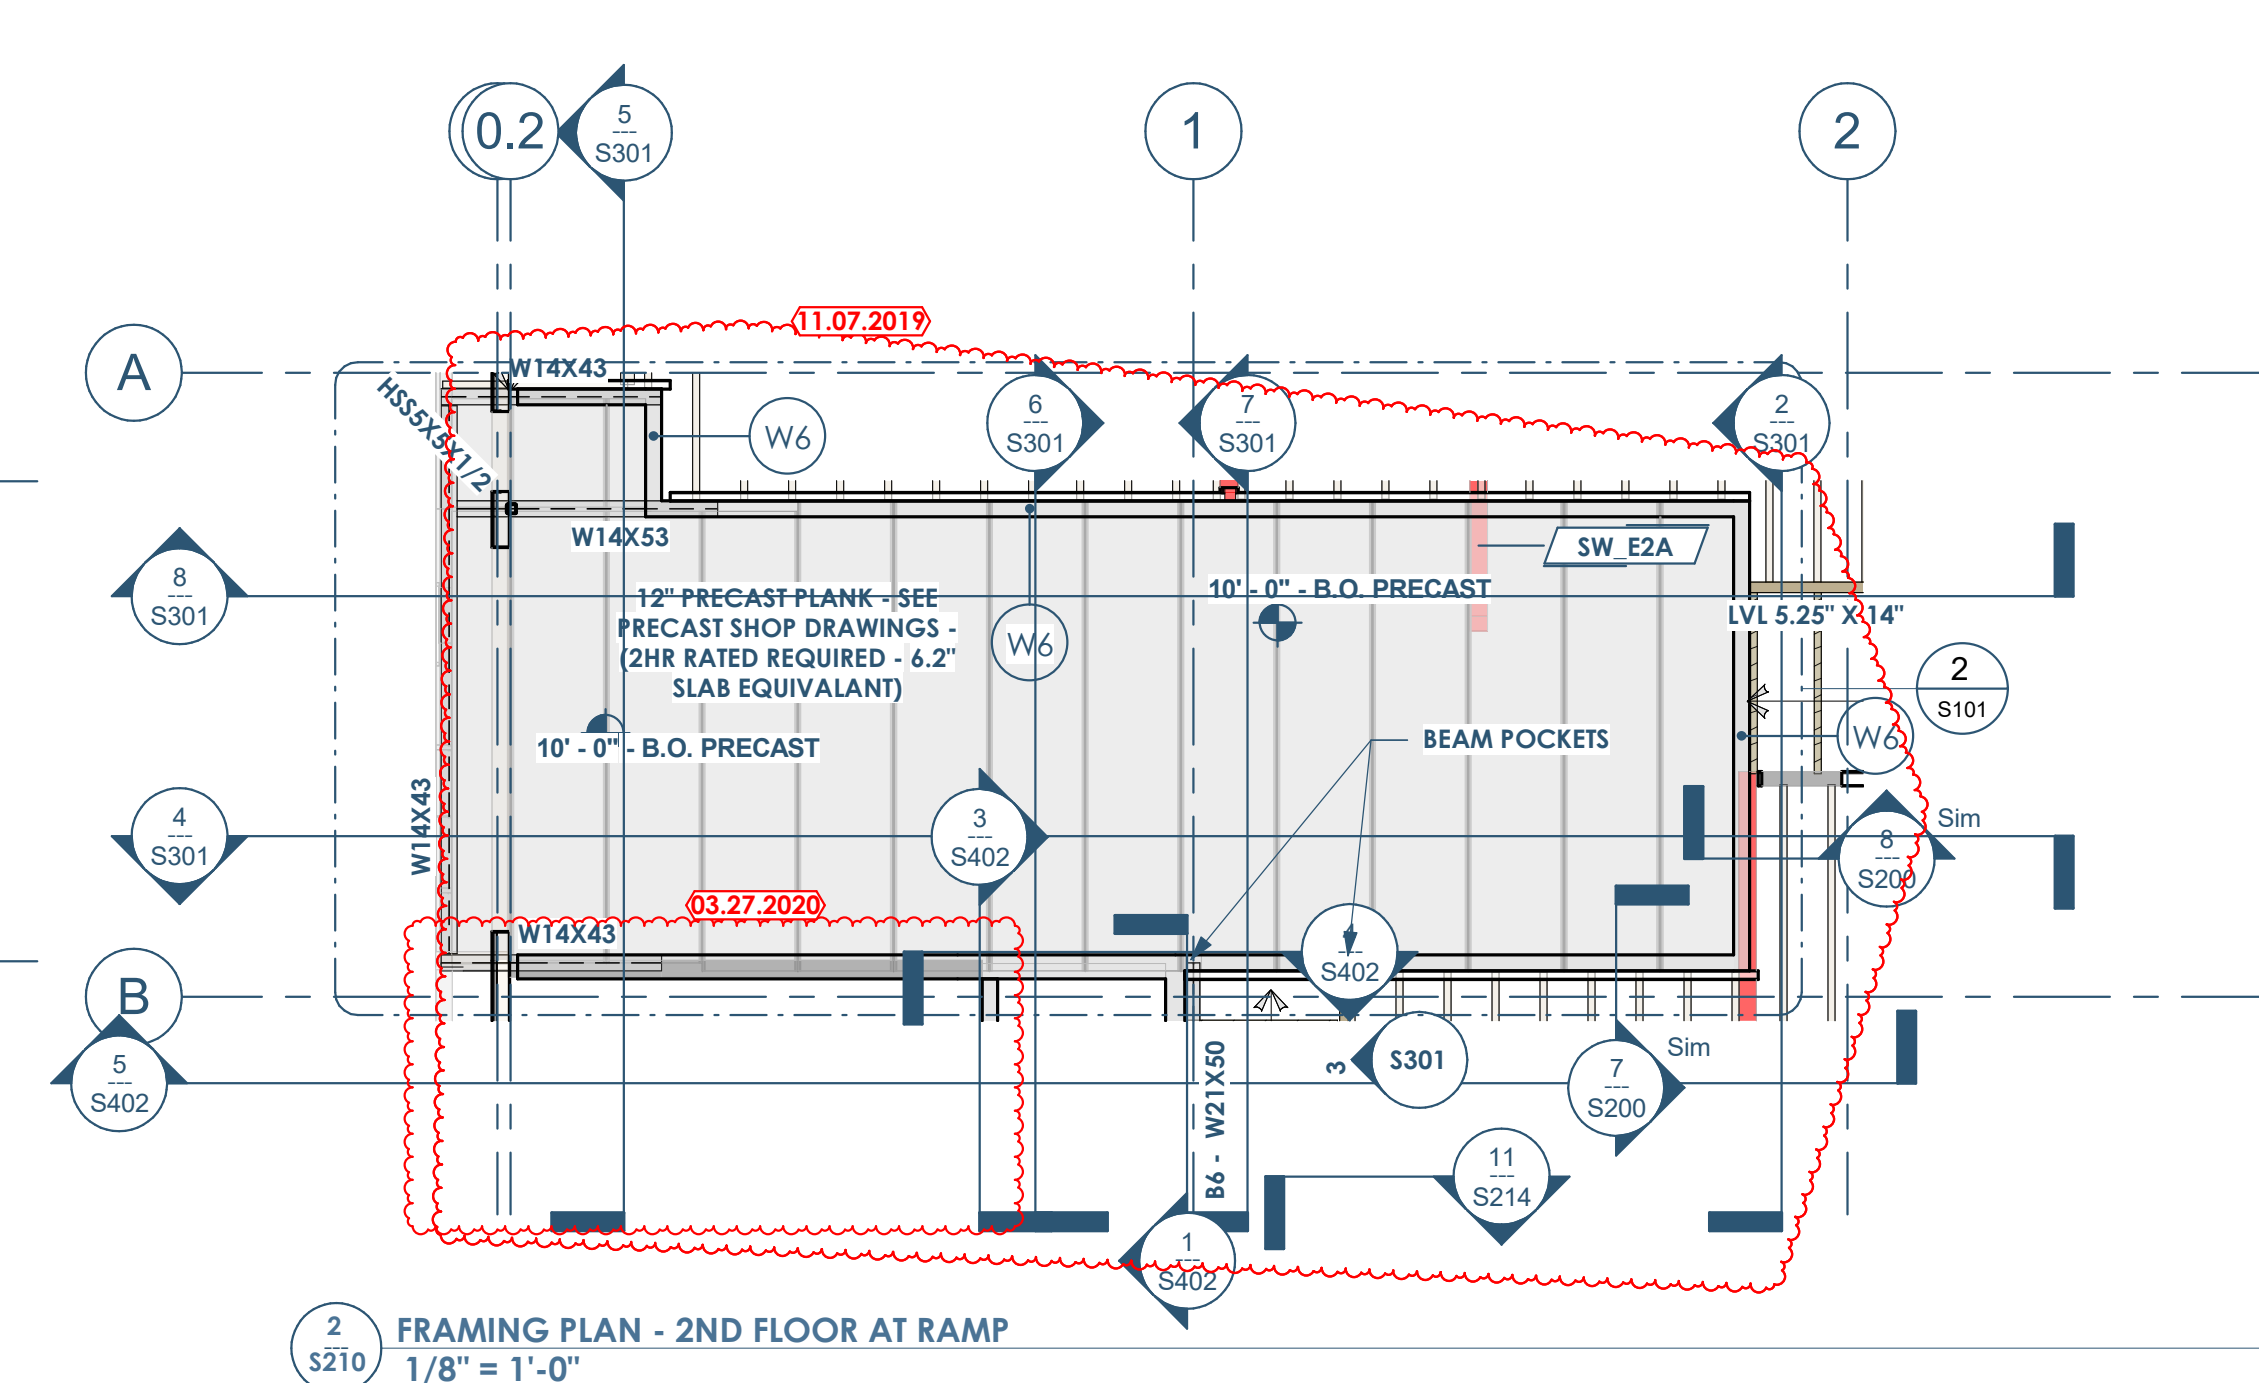 0.2
5
---
S301
1
2
11.07.2019
A
W14X43
HSS5X5X1/2
W6
6
---
S301
7
---
S301
2
---
S301
W14X53
SW_E2A
8
---
S301
12" PRECAST PLANK - SEE
PRECAST SHOP DRAWINGS -
(2HR RATED REQUIRED - 6.2"
SLAB EQUIVALANT)
10' - 0" - B.O. PRECAST
W6
LVL 5.25" X 14"
2
S101
10' - 0" - B.O. PRECAST
BEAM POCKETS
W6
W14X43
4
---
S301
3
---
S402
Sim
8
---
S200
03.27.2020
W14X43
---
S402
B
5
---
S402
3
S301
Sim
7
---
S200
B6 - W21X50
11
---
S214
1
---
S402
2
---
S210
FRAMING PLAN - 2ND FLOOR AT RAMP
1/8" = 1'-0"